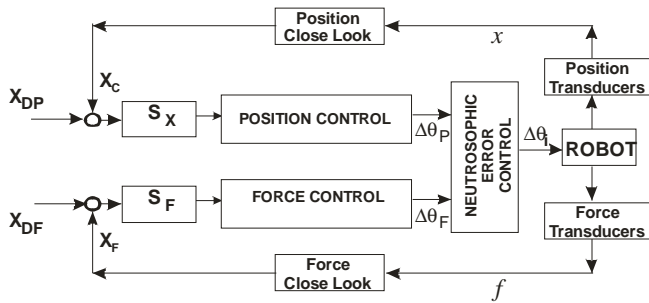 Position
Close Look
x
X_C
Position
Transducers
X_DP
S_X
POSITION CONTROL
Δθ_P
NEUTROSOPHIC
ERROR
CONTROL
Δθ_i
ROBOT
X_DF
S_F
FORCE CONTROL
Δθ_F
Force
Transducers
X_F
Force
Close Look
f